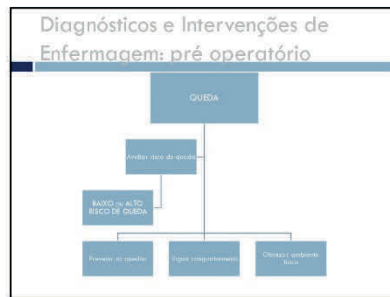 Diagnósticos e Intervenções de
Enfermagem: pré operatório
QUEDA
Avaliar risco de queda
BAIXO ou ALTO
RISCO DE QUEDA
Prevenir as quedas
Vigiar comportamento
Otimizar ambiente
físico